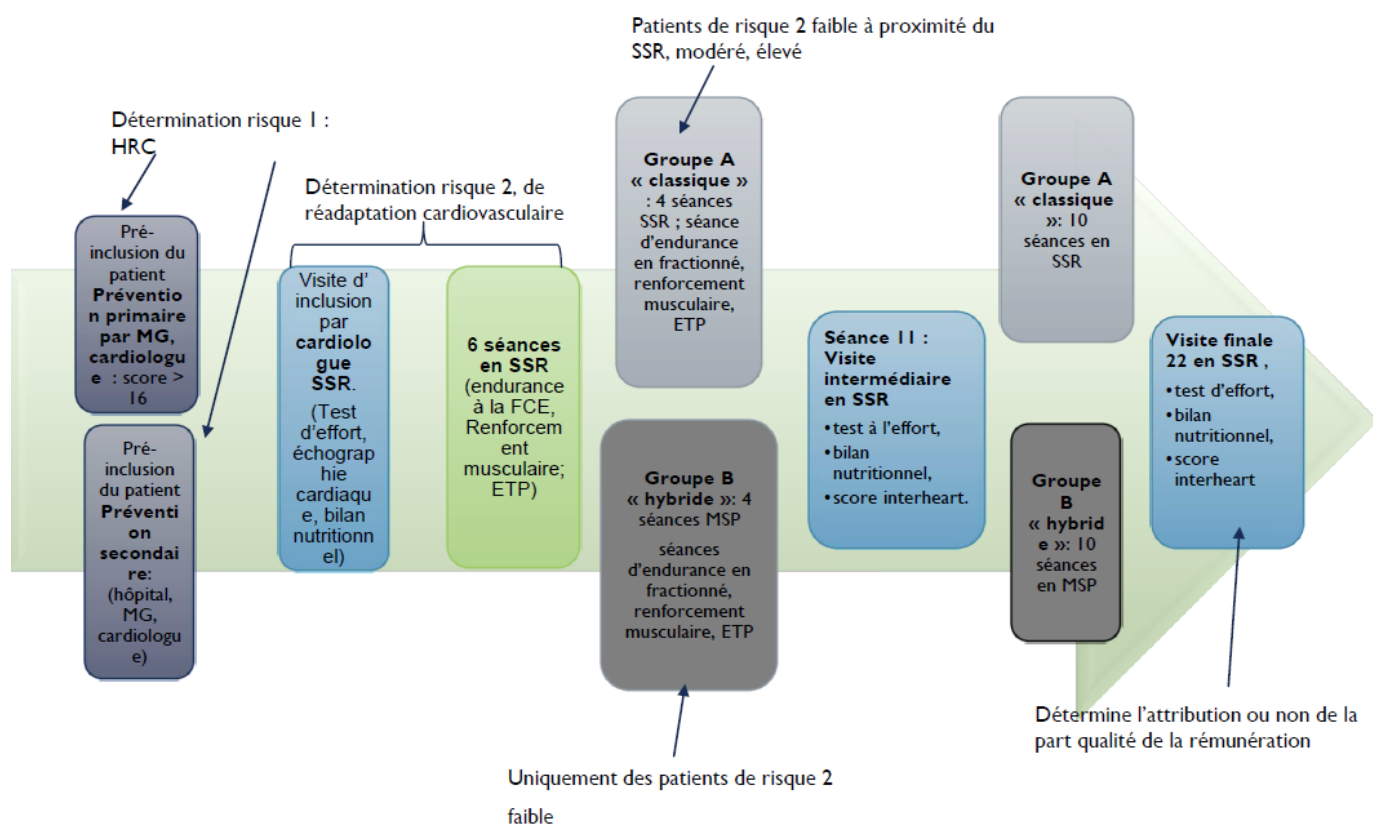 Patients de risque 2 faible à proximité du
SSR, modéré, élevé
Détermination risque 1 :
HRC
Détermination risque 2, de
réadaptation cardiovasculaire
Pré-
inclusion du
patient
Préventio
n primaire
par MG,
cardiologu
e : score >
16
Pré-
inclusion
du patient
Préventi
on
secondai
re:
(hôpital,
MG,
cardiologu
e)
Visite d'
inclusion
par
cardiolo
gue
SSR.
(Test
d'effort,
échograp
hie
cardiaqu
e, bilan
nutritionn
el)
6 séances
en SSR
(endurance
à la FCE,
Renforcem
ent
musculaire;
ETP)
Groupe A
« classique »
: 4 séances
SSR ; séance
d'endurance
en fractionné,
renforcement
musculaire,
ETP
Groupe B
« hybride »: 4
séances MSP
séances
d'endurance en
fractionné,
renforcement
musculaire, ETP
Séance 11 :
Visite
intermédiaire
en SSR
•test à l'effort,
•bilan
nutritionnel,
•score interheart.
Groupe A
« classique
»: 10
séances en
SSR
Groupe
B
« hybrid
e »: 10
séances
en MSP
Visite finale
22 en SSR ,
•test d'effort,
•bilan
nutritionnel,
•score
interheart
Uniquement des patients de risque 2
faible
Détermine l'attribution ou non de la
part qualité de la rémunération